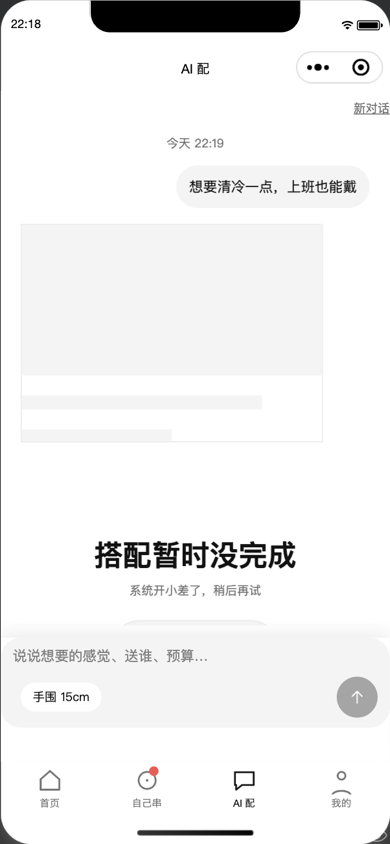 22:18
AI 配
新对话
今天 22:19
想要清冷一点，上班也能戴
搭配暂时没完成
系统开小差了，稍后再试
说说想要的感觉、送谁、预算...
手围 15cm
首页
自己串
AI 配
我的